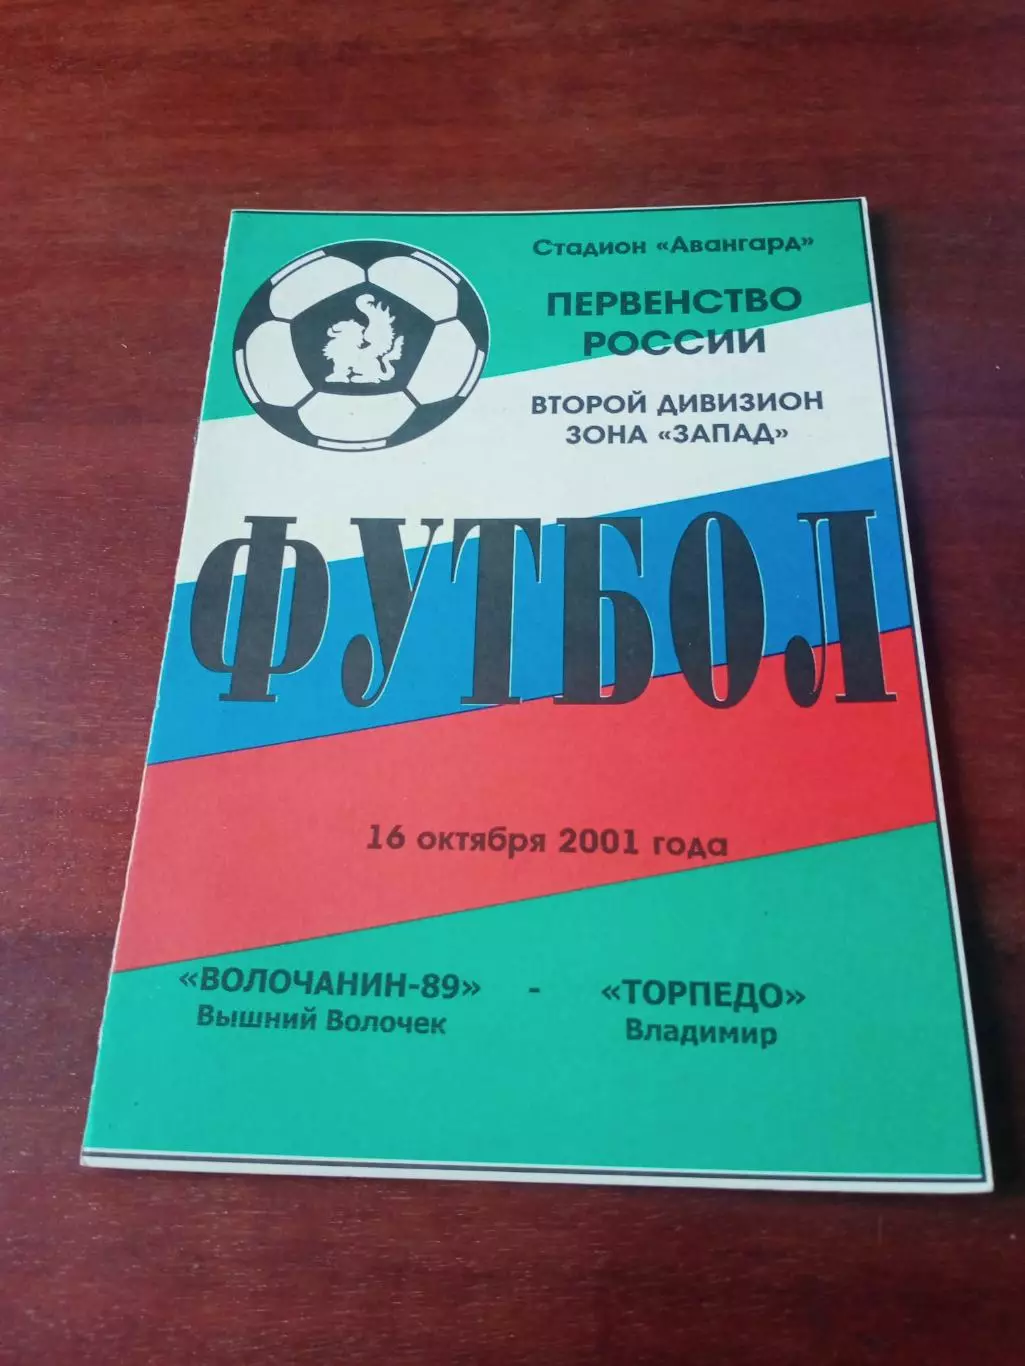 Стадион «Авангард»
ПЕРВЕНСТВО
РОССИИ
ВТОРОЙ ДИВИЗИОН
ЗОНА «ЗАПАД»
ФУТБОЛ
16 октября 2001 года
«ВОЛОЧАНИН-89» - «ТОРПЕДО»
Вышний Волочек Владимир